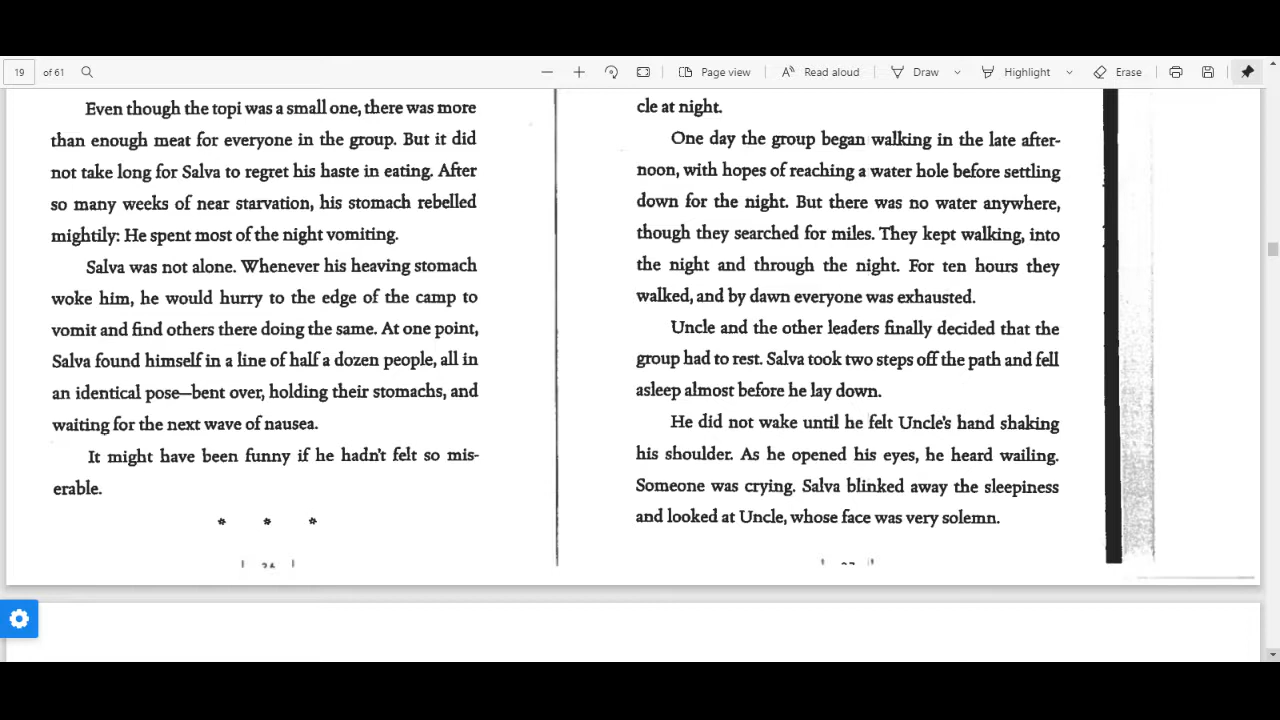 19 of 61 Page view Read aloud Draw Highlight Erase
Even though the topi was a small one, there was more
than enough meat for everyone in the group. But it did
not take long for Salva to regret his haste in eating. After
so many weeks of near starvation, his stomach rebelled
mightily: He spent most of the night vomiting.
Salva was not alone. Whenever his heaving stomach
woke him, he would hurry to the edge of the camp to
vomit and find others there doing the same. At one point,
Salva found himself in a line of half a dozen people, all in
an identical pose—bent over, holding their stomachs, and
waiting for the next wave of nausea.
It might have been funny if he hadn't felt so mis-
erable.
* * *
cle at night.
One day the group began walking in the late after-
noon, with hopes of reaching a water hole before settling
down for the night. But there was no water anywhere,
though they searched for miles. They kept walking, into
the night and through the night. For ten hours they
walked, and by dawn everyone was exhausted.
Uncle and the other leaders finally decided that the
group had to rest. Salva took two steps off the path and fell
asleep almost before he lay down.
He did not wake until he felt Uncle's hand shaking
his shoulder. As he opened his eyes, he heard wailing.
Someone was crying. Salva blinked away the sleepiness
and looked at Uncle, whose face was very solemn.